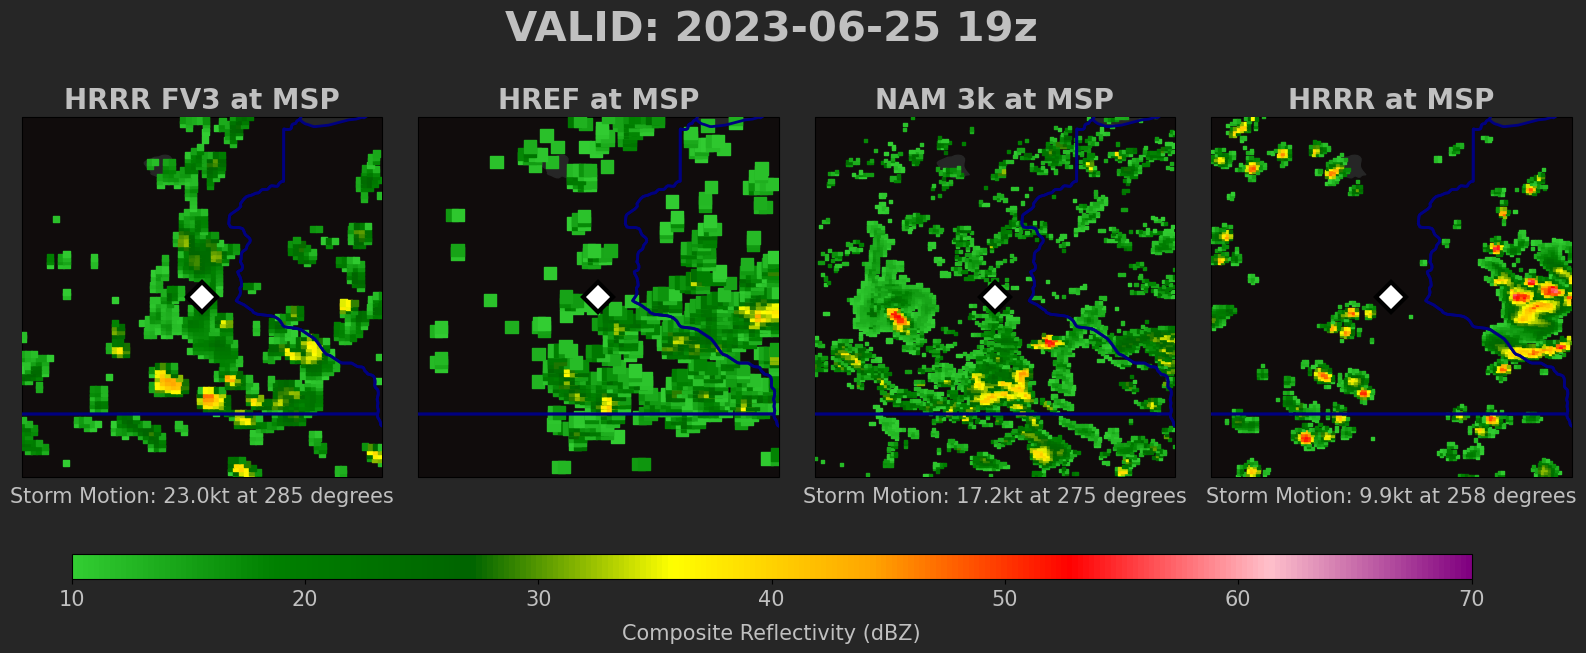 VALID: 2023-06-25 19z
HRRR FV3 at MSP
HREF at MSP
NAM 3k at MSP
HRRR at MSP
Storm Motion: 23.0kt at 285 degrees
Storm Motion: 17.2kt at 275 degrees
Storm Motion: 9.9kt at 258 degrees
10 20 30 40 50 60 70
Composite Reflectivity (dBZ)